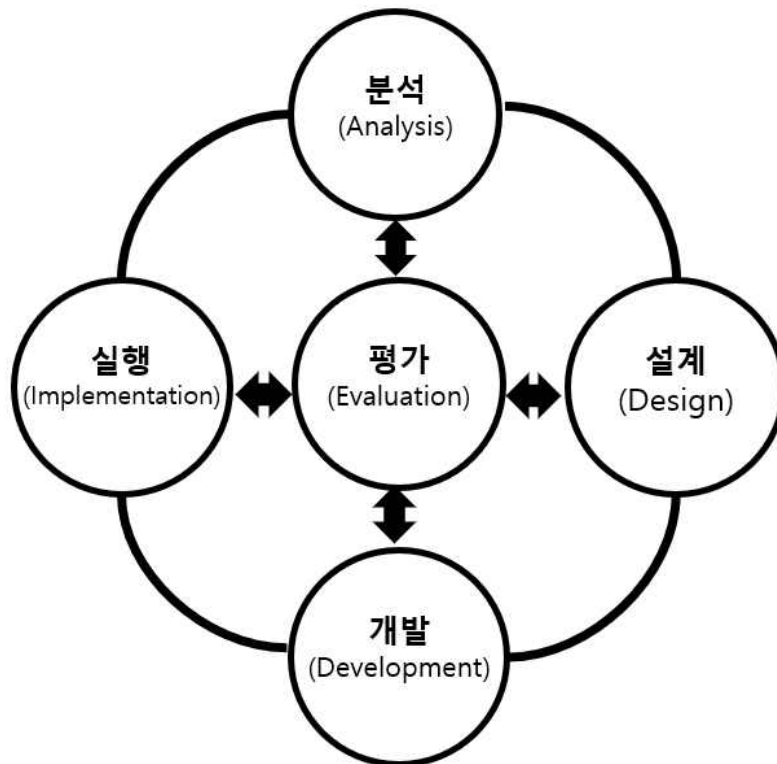 분석
(Analysis)
실행
(Implementation)
평가
(Evaluation)
설계
(Design)
개발
(Development)